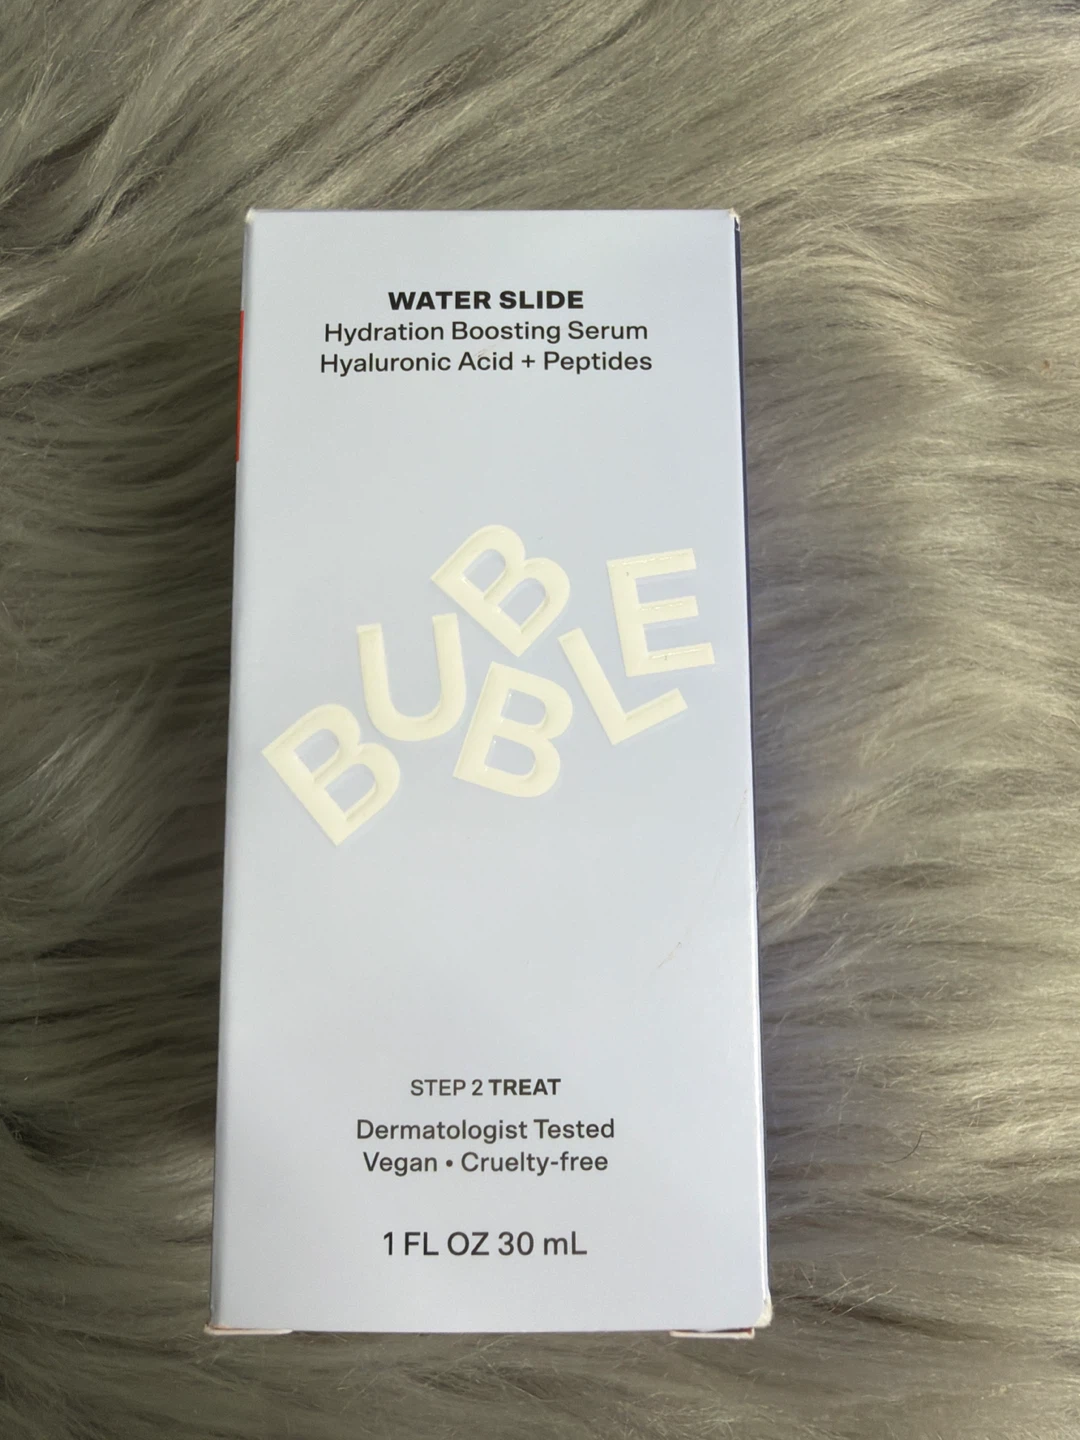 WATER SLIDE
Hydration Boosting Serum
Hyaluronic Acid + Peptides
BUBBLE
STEP 2 TREAT
Dermatologist Tested
Vegan • Cruelty-free
1 FL OZ 30 mL